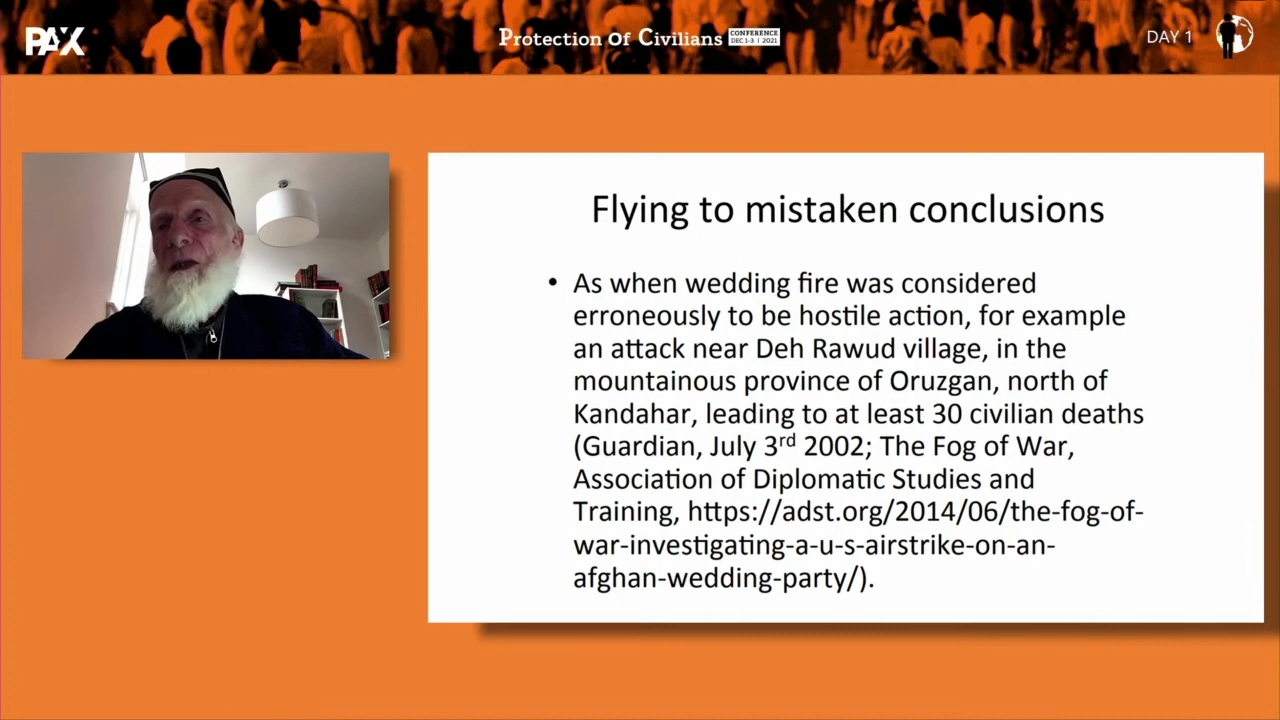 PAX
Protection of Civilians
CONFERENCE
DEC 1-3 | 2021
DAY 1
Flying to mistaken conclusions
• As when wedding fire was considered
erroneously to be hostile action, for example
an attack near Deh Rawud village, in the
mountainous province of Oruzgan, north of
Kandahar, leading to at least 30 civilian deaths
(Guardian, July 3rd 2002; The Fog of War,
Association of Diplomatic Studies and
Training, https://adst.org/2014/06/the-fog-of-
war-investigating-a-u-s-airstrike-on-an-
afghan-wedding-party/).